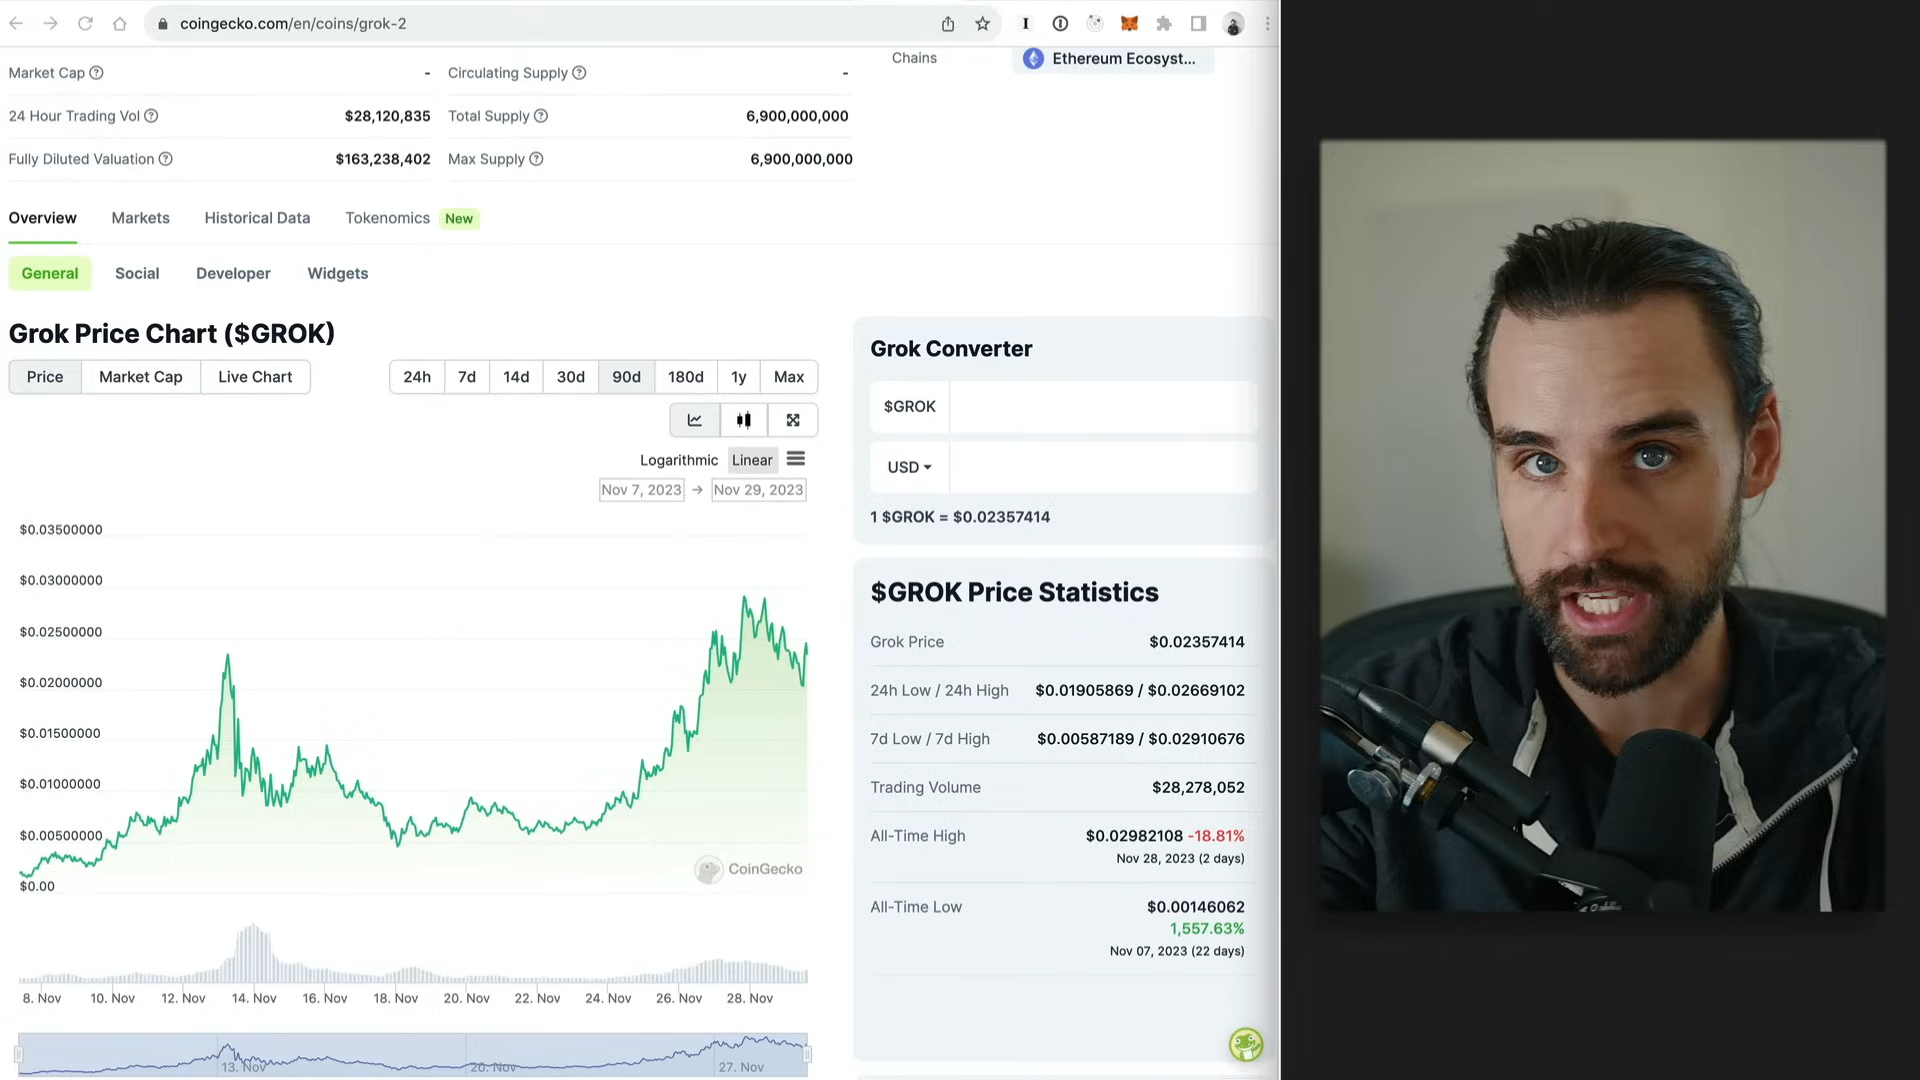 coingecko.com/en/coins/grok-2
Market Cap
-
Circulating Supply
-
Chains
Ethereum Ecosyst...
24 Hour Trading Vol
$28,120,835
Total Supply
6,900,000,000
Fully Diluted Valuation
$163,238,402
Max Supply
6,900,000,000
Overview
Markets
Historical Data
Tokenomics
New
General
Social
Developer
Widgets
Grok Price Chart ($GROK)
Price
Market Cap
Live Chart
24h
7d
14d
30d
90d
180d
1y
Max
Logarithmic
Linear
Nov 7, 2023
→
Nov 29, 2023
$0.03500000
$0.03000000
$0.02500000
$0.02000000
$0.01500000
$0.01000000
$0.00500000
$0.00
CoinGecko
8. Nov
10. Nov
12. Nov
14. Nov
16. Nov
18. Nov
20. Nov
22. Nov
24. Nov
26. Nov
28. Nov
13. Nov
20. Nov
27. Nov
Grok Converter
$GROK
USD
1 $GROK = $0.02357414
$GROK Price Statistics
Grok Price
$0.02357414
24h Low / 24h High
$0.01905869 / $0.02669102
7d Low / 7d High
$0.00587189 / $0.02910676
Trading Volume
$28,278,052
All-Time High
$0.02982108 -18.81%
Nov 28, 2023 (2 days)
All-Time Low
$0.00146062
1,557.63%
Nov 07, 2023 (22 days)